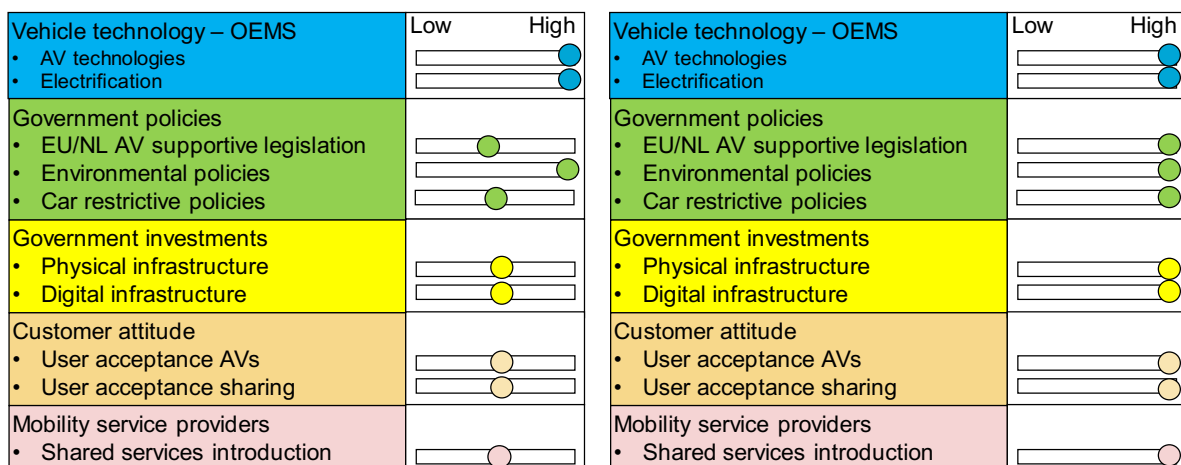 Vehicle technology – OEMS
Low High
• AV technologies
• Electrification
Government policies
• EU/NL AV supportive legislation
• Environmental policies
• Car restrictive policies
Government investments
• Physical infrastructure
• Digital infrastructure
Customer attitude
• User acceptance AVs
• User acceptance sharing
Mobility service providers
• Shared services introduction
Vehicle technology – OEMS
Low High
• AV technologies
• Electrification
Government policies
• EU/NL AV supportive legislation
• Environmental policies
• Car restrictive policies
Government investments
• Physical infrastructure
• Digital infrastructure
Customer attitude
• User acceptance AVs
• User acceptance sharing
Mobility service providers
• Shared services introduction